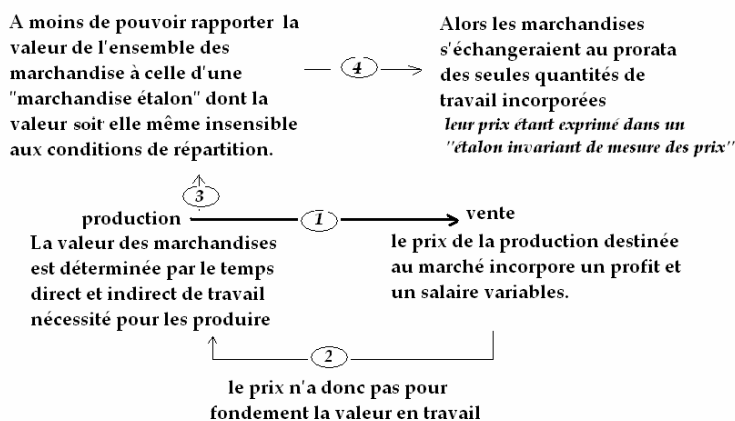 A moins de pouvoir rapporter la
valeur de l'ensemble des
marchandise à celle d'une
"marchandise étalon" dont la
valeur soit elle même insensible
aux conditions de répartition.
4
Alors les marchandises
s'échangeraient au prorata
des seules quantités de
travail incorporées
leur prix étant exprimé dans un
"étalon invariant de mesure des prix"
3
production
1
vente
La valeur des marchandises
est déterminée par le temps
direct et indirect de travail
nécessité pour les produire
le prix de la production destinée
au marché incorpore un profit et
un salaire variables.
2
le prix n'a donc pas pour
fondement la valeur en travail